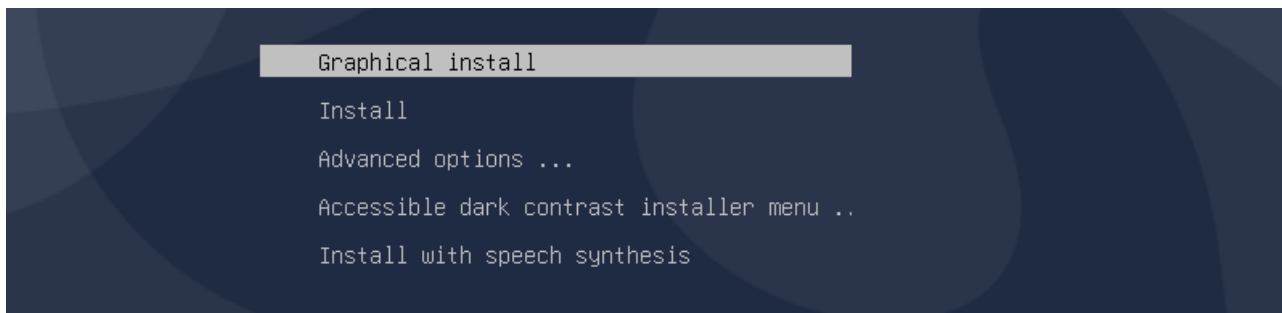 Graphical install
Install
Advanced options ...
Accessible dark contrast installer menu ..
Install with speech synthesis